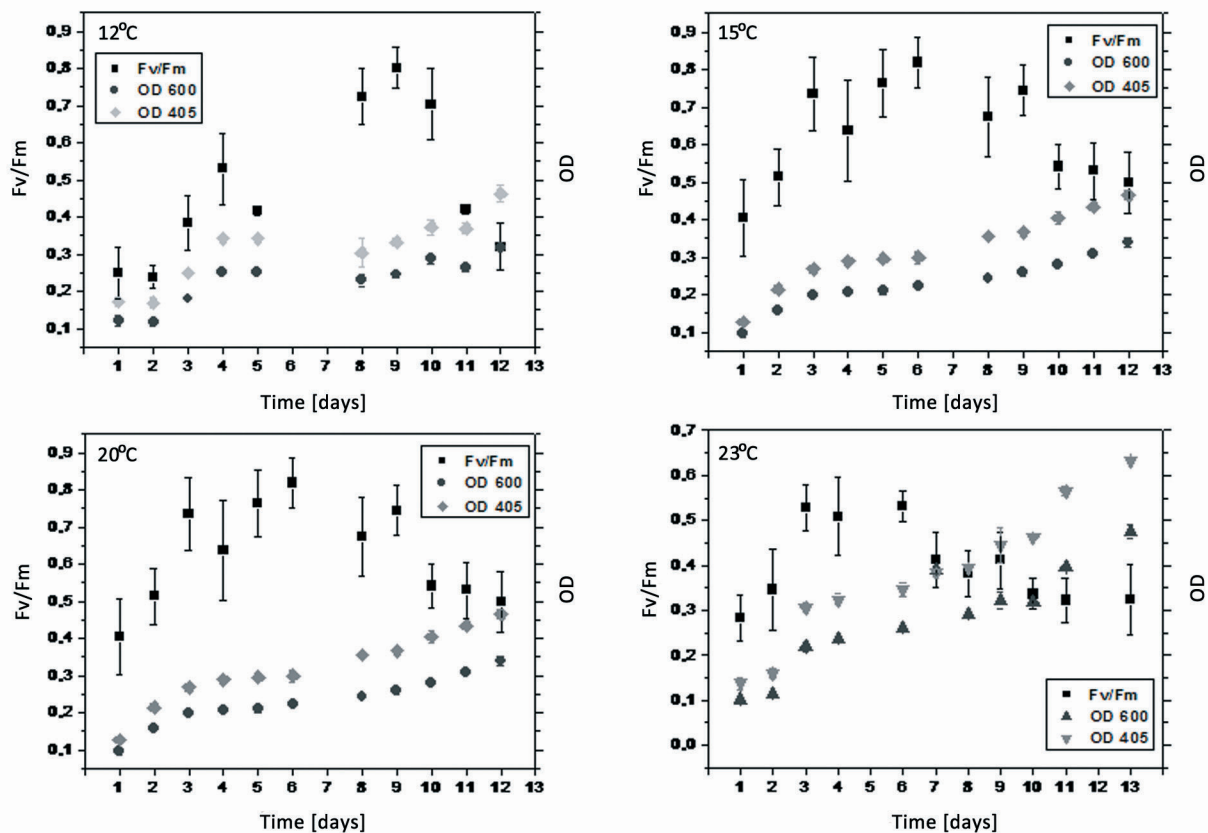 12°C
Fv/Fm
OD 600
OD 405
0,9
0,8
0,7
0,6
0,5
0,4
0,3
0,2
0,1
Fv/Fm
OD
1 2 3 4 5 6 7 8 9 10 11 12 13
Time [days]
15°C
Fv/Fm
OD 600
OD 405
0,9
0,8
0,7
0,6
0,5
0,4
0,3
0,2
0,1
Fv/Fm
OD
1 2 3 4 5 6 7 8 9 10 11 12 13
Time [days]
20°C
Fv/Fm
OD 600
OD 405
0,9
0,8
0,7
0,6
0,5
0,4
0,3
0,2
0,1
Fv/Fm
OD
1 2 3 4 5 6 7 8 9 10 11 12 13
Time [days]
23°C
0,7
0,6
0,5
0,4
0,3
0,2
0,1
0,0
Fv/Fm
OD
Fv/Fm
OD 600
OD 405
1 2 3 4 5 6 7 8 9 10 11 12 13
Time [days]